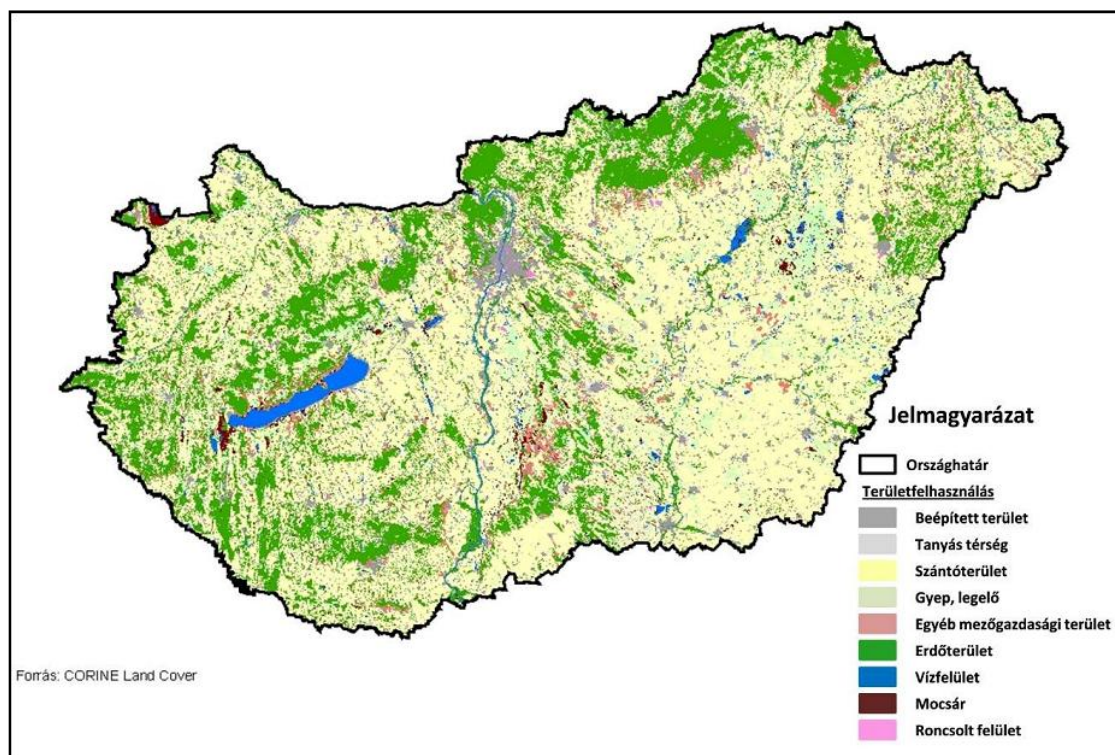 Jelmagyarázat
Országhatár
Területfelhasználás
Beépített terület
Tanyás térség
Szántóterület
Gyep, legelő
Egyéb mezőgazdasági terület
Erdőterület
Vízfelület
Mocsár
Roncsolt felület
Forrás: CORINE Land Cover